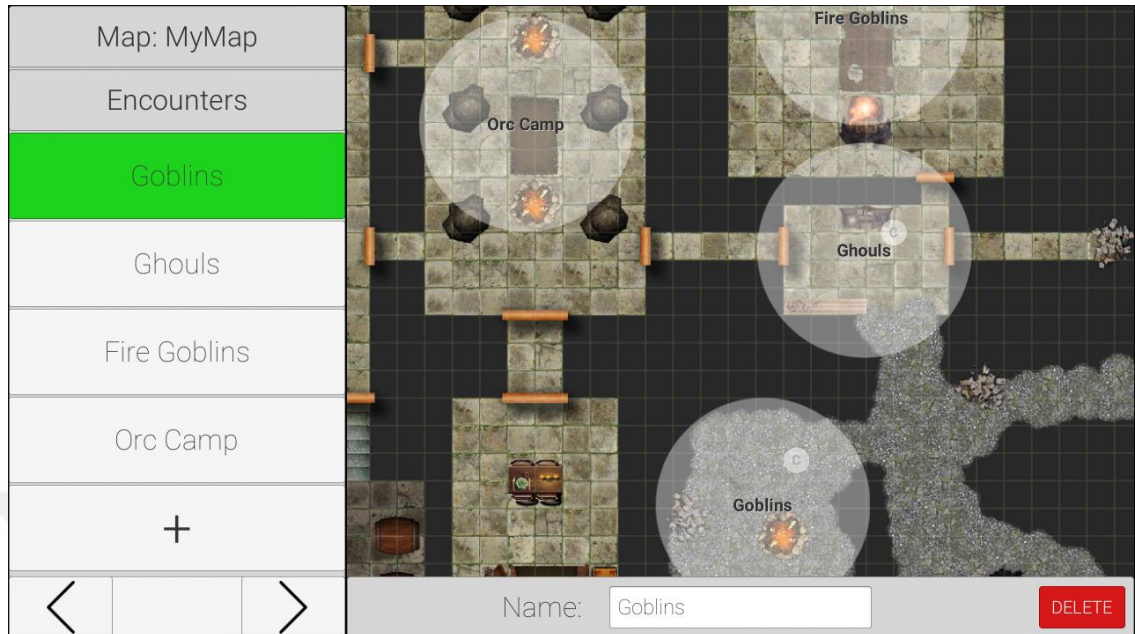 Map: MyMap
Encounters
Goblins
Ghouls
Fire Goblins
Orc Camp
+
Fire Goblins
Orc Camp
C
Ghouls
C
Goblins
Name: Goblins
DELETE